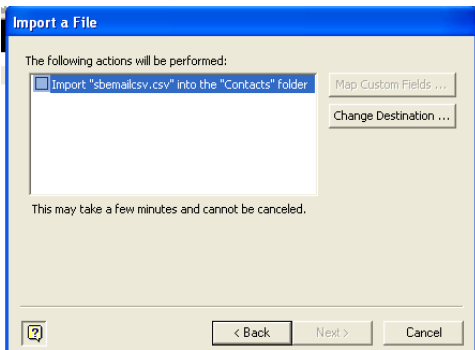 Import a File
The following actions will be performed:
Import "sbemailcsv.csv" into the "Contacts" folder
Map Custom Fields ...
Change Destination ...
This may take a few minutes and cannot be canceled.
?
< Back
Next >
Cancel